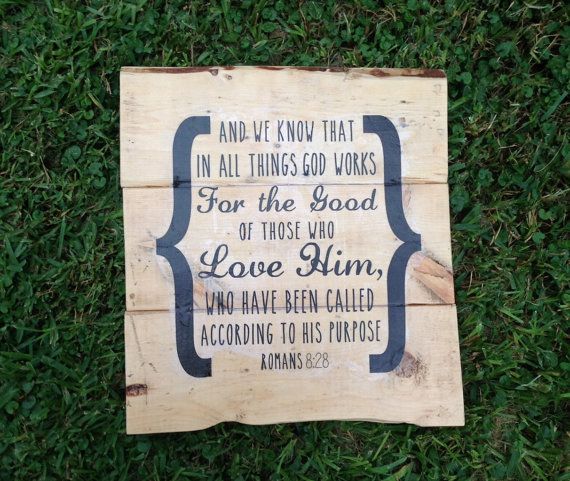 AND WE KNOW THAT
IN ALL THINGS GOD WORKS
For the Good
OF THOSE WHO
Love Him,
WHO HAVE BEEN CALLED
ACCORDING TO HIS PURPOSE
ROMANS 8:28